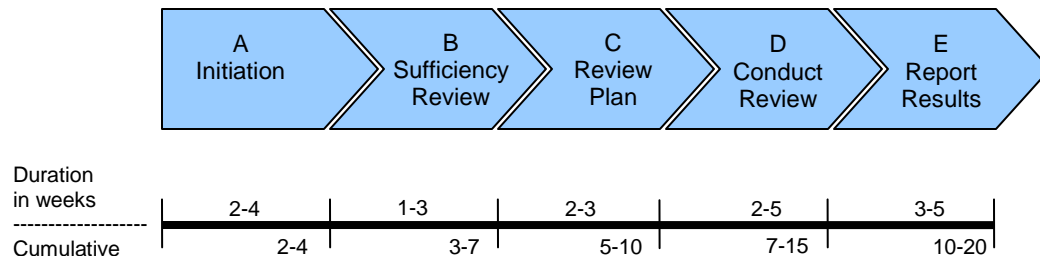 A
Initiation
B
Sufficiency
Review
C
Review
Plan
D
Conduct
Review
E
Report
Results
Duration
in weeks
2-4
1-3
2-3
2-5
3-5
--------------------
Cumulative
2-4
3-7
5-10
7-15
10-20